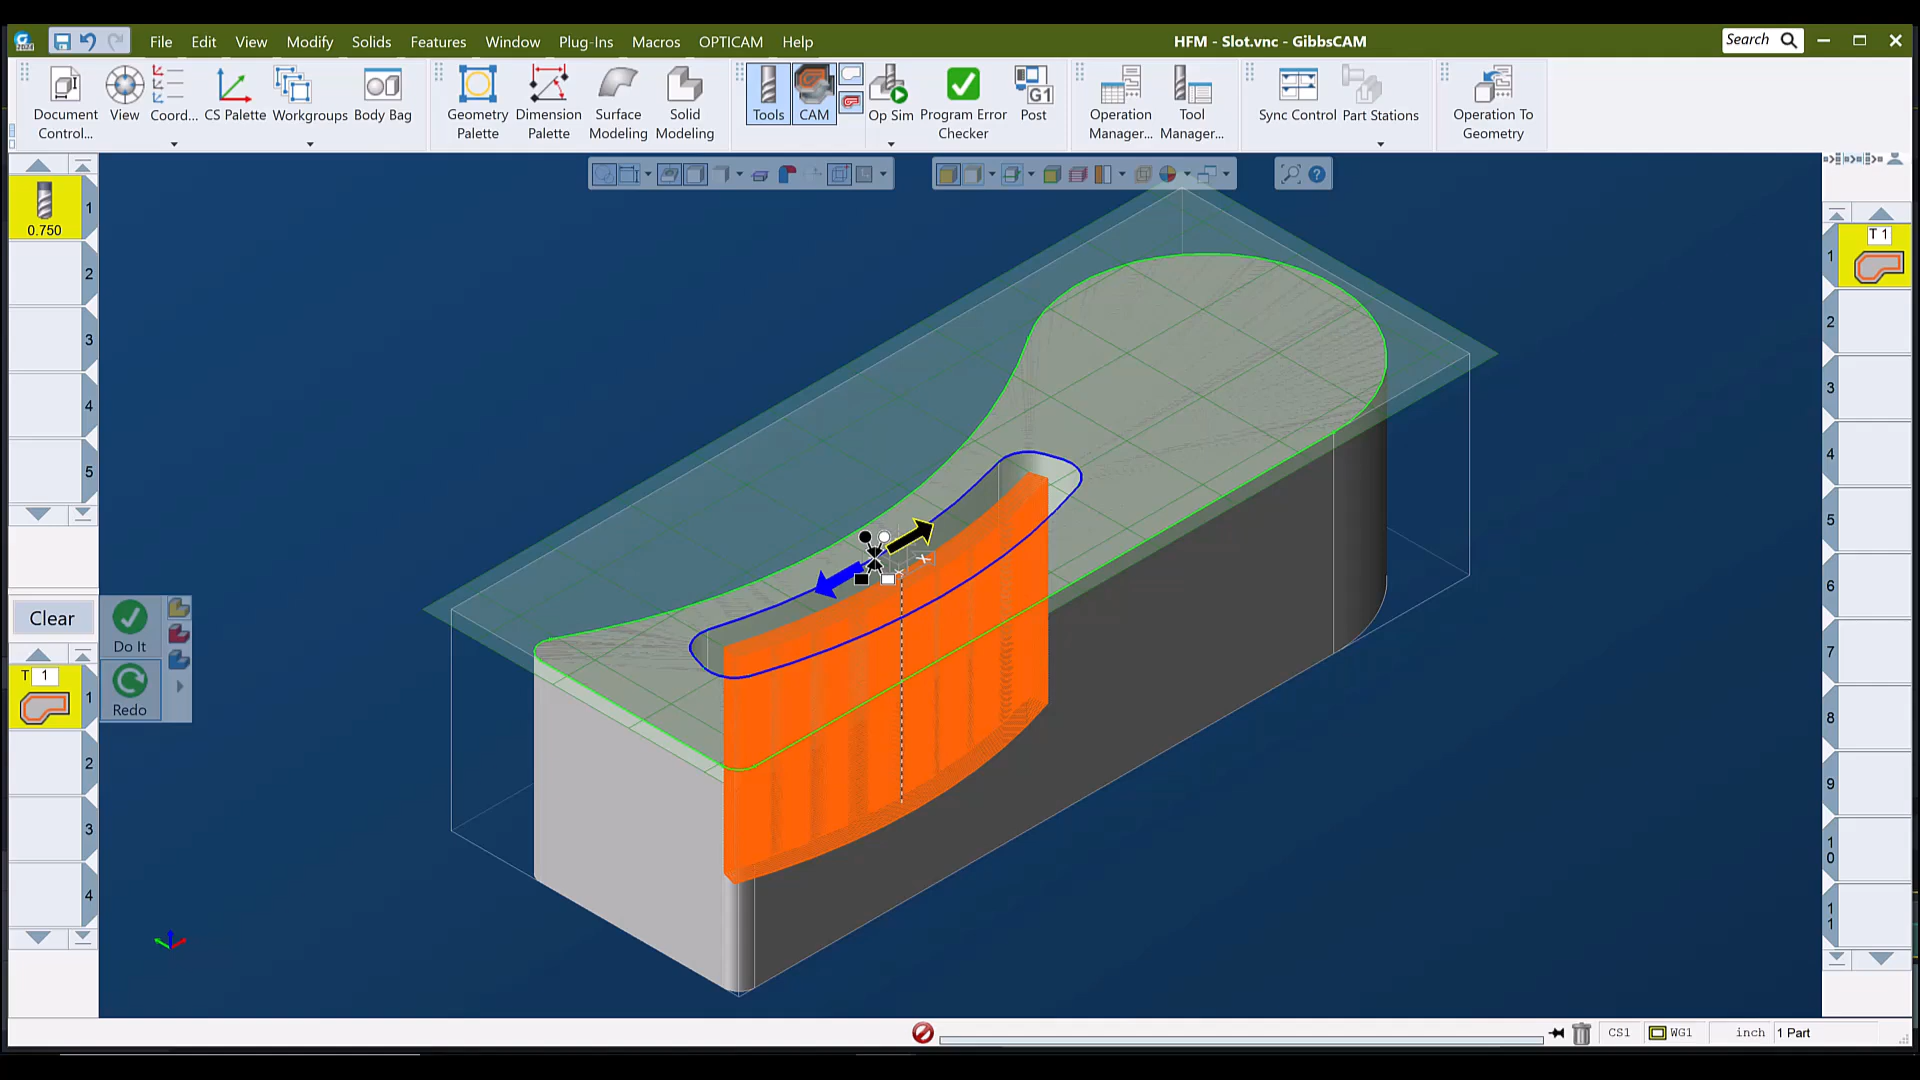 2024
File Edit View Modify Solids Features Window Plug-Ins Macros OPTICAM Help
HFM - Slot.vnc - GibbsCAM
Search
Document Control...
View
Coord...
CS Palette
Workgroups
Body Bag
Geometry Palette
Dimension Palette
Surface Modeling
Solid Modeling
Tools
CAM
Op Sim
Program Error Checker
G1
Post
Operation Manager...
Tool Manager...
Sync Control
Part Stations
Operation To Geometry
0.750
1
2
3
4
5
Clear
Do It
Redo
T 1
1
2
3
4
T 1
1
2
3
4
5
6
7
8
9
10
11
CS1
WG1
inch
1 Part